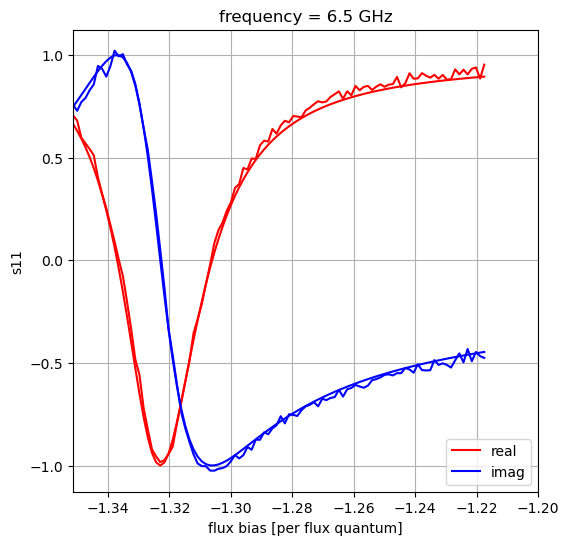 frequency = 6.5 GHz
1.0
0.5
0.0
−0.5
−1.0
s11
−1.34
−1.32
−1.30
−1.28
−1.26
−1.24
−1.22
−1.20
flux bias [per flux quantum]
real
imag